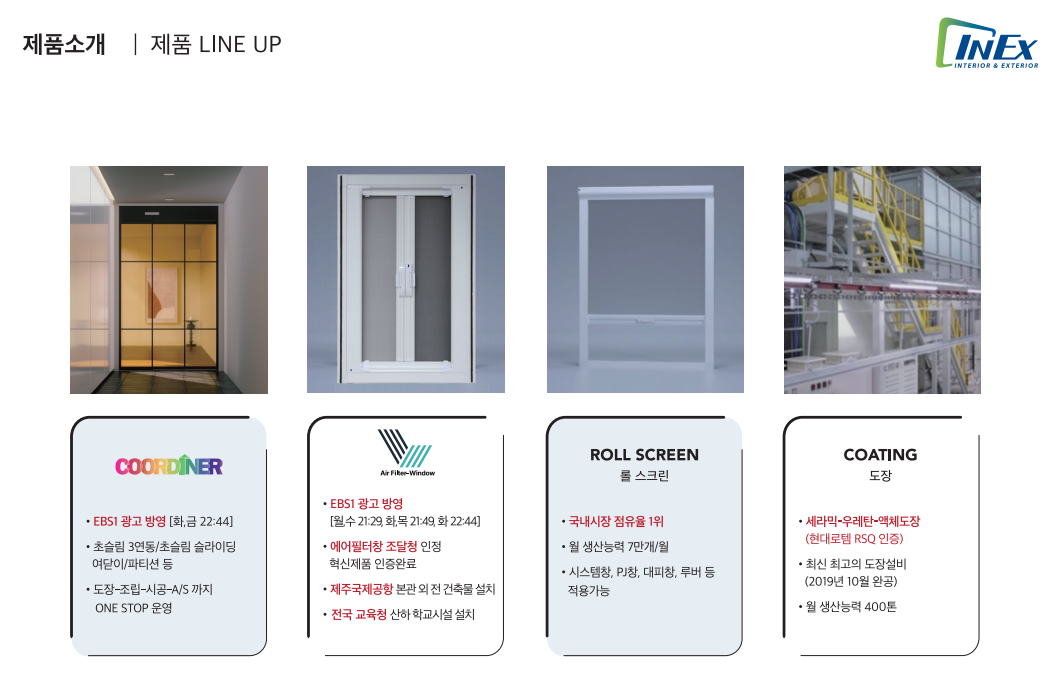 제품소개 | 제품 LINE UP
INEX
INTERIOR & EXTERIOR
COORDINER
• EBS1 광고 방영 [화,금 22:44]
• 초슬림 3연동/초슬림 슬라이딩
여닫이/파티션 등
• 도장-조립-시공-A/S 까지
ONE STOP 운영
Air Filter-Window
• EBS1 광고 방영
[월,수 21:29, 화,목 21:49, 화 22:44]
• 에어필터창 조달청 인정
혁신제품 인증완료
• 제주국제공항 본관 외 전 건축물 설치
• 전국 교육청 산하 학교시설 설치
ROLL SCREEN
롤 스크린
• 국내시장 점유율 1위
• 월 생산능력 7만개/월
• 시스템창, PJ창, 대피창, 루버 등
적용가능
COATING
도장
• 세라믹-우레탄-액체도장
(현대로템 RSQ 인증)
• 최신 최고의 도장설비
(2019년 10월 완공)
• 월 생산능력 400톤